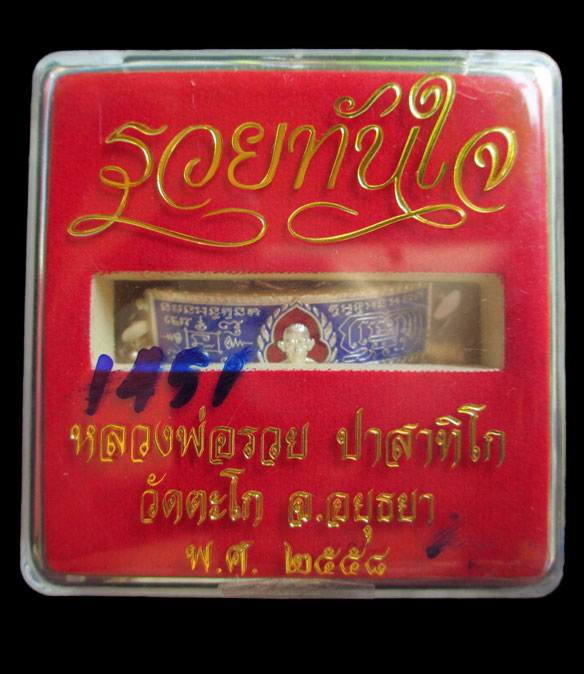 รวยทันใจ
1451
หลวงพ่อรวย ปาสาทิโก
วัดตะโก อ.อยุธยา
พ.ศ. ๒๕๕๘